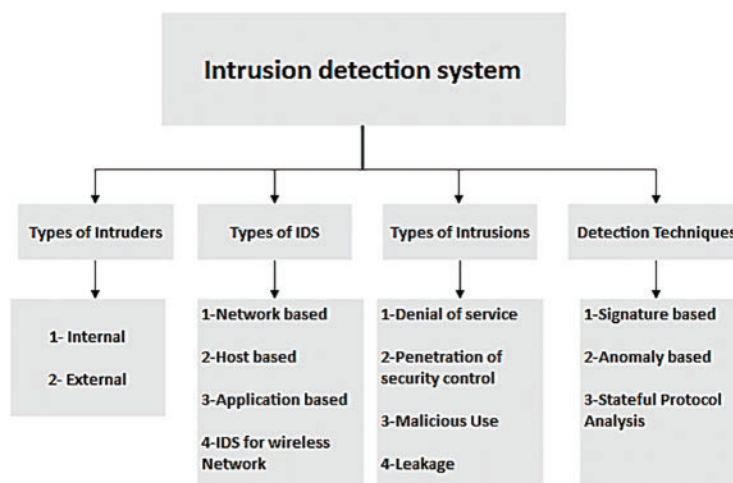 Intrusion detection system
Types of Intruders
Types of IDS
Types of Intrusions
Detection Techniques
1- Internal
2- External
1-Network based
2-Host based
3-Application based
4-IDS for wireless
Network
1-Denial of service
2-Penetration of
security control
3-Malicious Use
4-Leakage
1-Signature based
2-Anomaly based
3-Stateful Protocol
Analysis